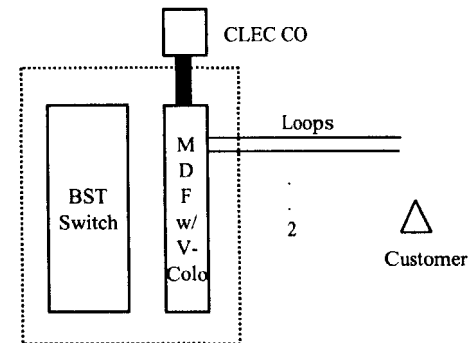 CLEC CO
Loops
M
D
F
w/
V-
Colo
BST
Switch
.
.
2
Customer